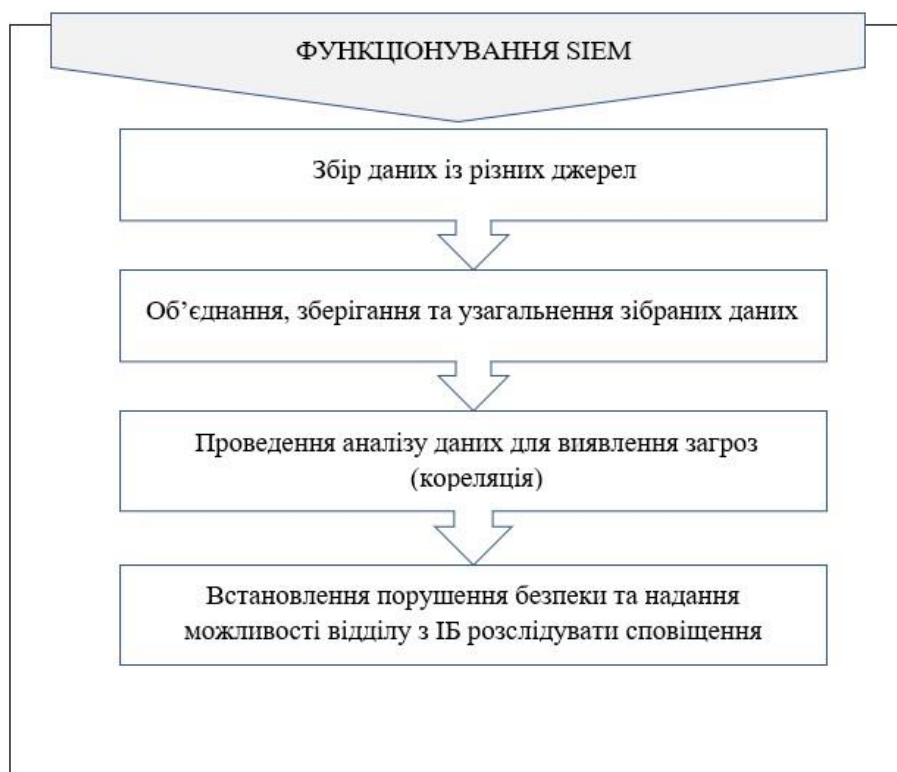 ФУНКЦІОНУВАННЯ SIEM
Збір даних із різних джерел
Об’єднання, зберігання та узагальнення зібраних даних
Проведення аналізу даних для виявлення загроз
(кореляція)
Встановлення порушення безпеки та надання
можливості відділу з ІБ розслідувати сповіщення